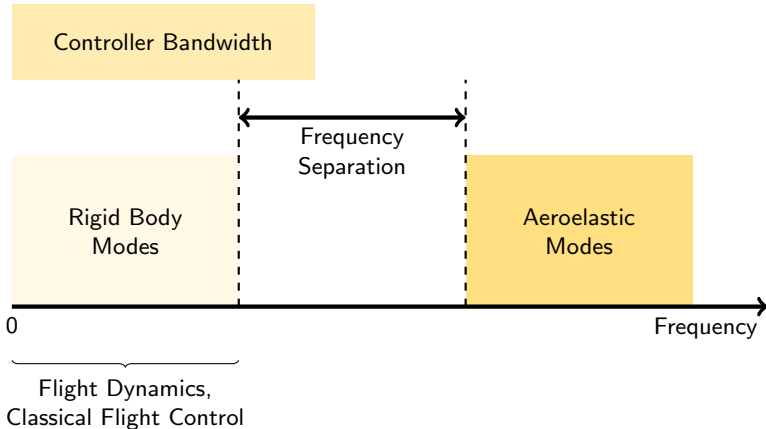 Controller Bandwidth
Frequency
Separation
Rigid Body
Modes
Aeroelastic
Modes
0
Frequency
Flight Dynamics,
Classical Flight Control